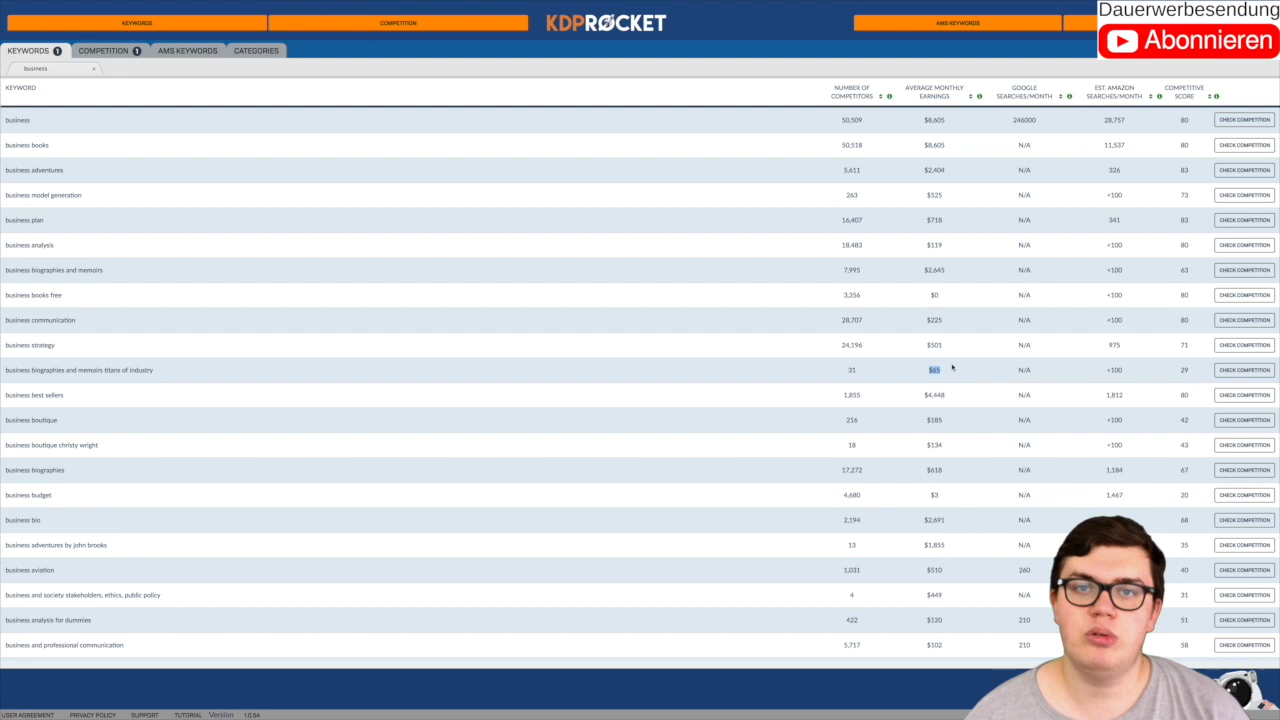 Dauerwerbesendung
Abonnieren
KEYWORDS COMPETITION KDPROCKET AMS KEYWORDS
KEYWORDS 1 COMPETITION 1 AMS KEYWORDS CATEGORIES
business ×
KEYWORD NUMBER OF COMPETITORS AVERAGE MONTHLY EARNINGS GOOGLE SEARCHES/MONTH EST. AMAZON SEARCHES/MONTH COMPETITIVE SCORE
business 50,509 $8,605 246000 28,757 80 CHECK COMPETITION
business books 50,518 $8,605 N/A 11,537 80 CHECK COMPETITION
business adventures 5,611 $2,404 N/A 326 83 CHECK COMPETITION
business model generation 263 $525 N/A <100 73 CHECK COMPETITION
business plan 16,407 $718 N/A 341 83 CHECK COMPETITION
business analysis 18,483 $119 N/A <100 80 CHECK COMPETITION
business biographies and memoirs 7,995 $2,645 N/A <100 63 CHECK COMPETITION
business books free 3,356 $0 N/A <100 80 CHECK COMPETITION
business communication 28,707 $225 N/A <100 80 CHECK COMPETITION
business strategy 24,196 $501 N/A 975 71 CHECK COMPETITION
business biographies and memoirs titans of industry 31 $65 N/A <100 29 CHECK COMPETITION
business best sellers 1,855 $4,448 N/A 1,812 80 CHECK COMPETITION
business boutique 216 $185 N/A <100 42 CHECK COMPETITION
business boutique christy wright 18 $134 N/A <100 43 CHECK COMPETITION
business biographies 17,272 $618 N/A 1,184 67 CHECK COMPETITION
business budget 4,680 $3 N/A 1,467 20 CHECK COMPETITION
business bio 2,194 $2,691 N/A 68 CHECK COMPETITION
business adventures by john brooks 13 $1,855 N/A 35 CHECK COMPETITION
business aviation 1,031 $510 260 40 CHECK COMPETITION
business and society stakeholders, ethics, public policy 4 $449 N/A 31 CHECK COMPETITION
business analysis for dummies 422 $120 210 51 CHECK COMPETITION
business and professional communication 5,717 $102 210 58 CHECK COMPETITION
USER AGREEMENT PRIVACY POLICY SUPPORT TUTORIAL Version 1.0.54